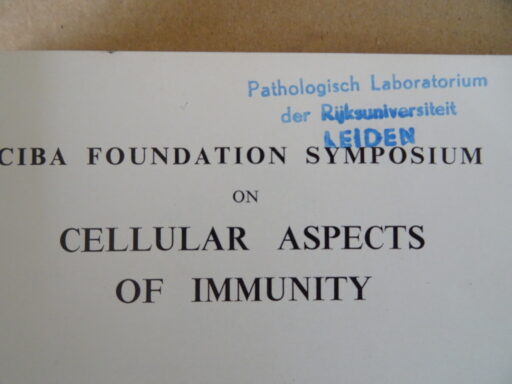 Pathologisch Laboratorium
der Rijksuniversiteit
LEIDEN
CIBA FOUNDATION SYMPOSIUM
ON
CELLULAR ASPECTS
OF IMMUNITY